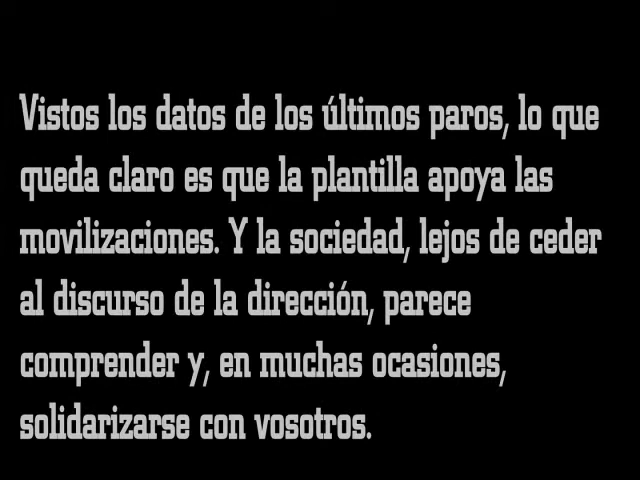 Vistos los datos de los últimos paros, lo que
queda claro es que la plantilla apoya las
movilizaciones. Y la sociedad, lejos de ceder
al discurso de la dirección, parece
comprender y, en muchas ocasiones,
solidarizarse con vosotros.